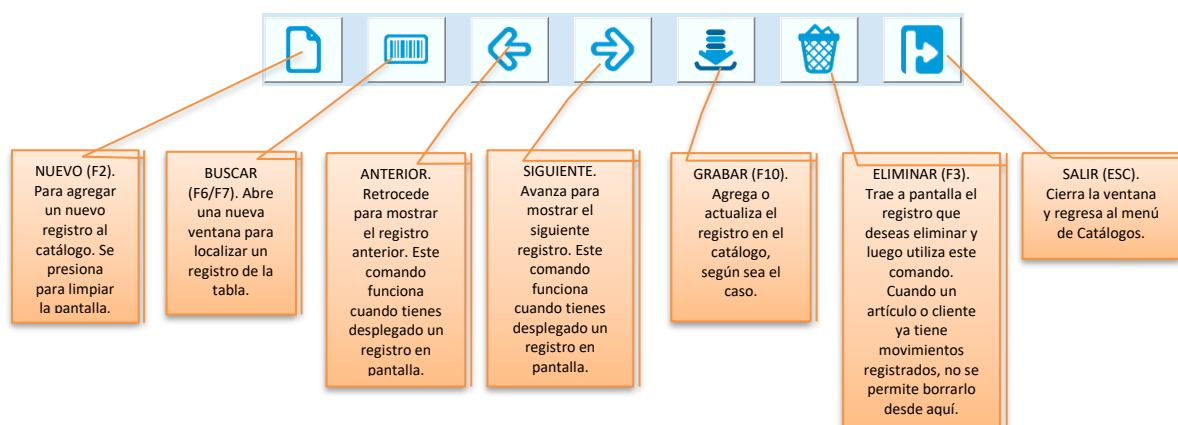 NUEVO (F2).
Para agregar
un nuevo
registro al
catálogo. Se
presiona
para limpiar
la pantalla.
BUSCAR
(F6/F7). Abre
una nueva
ventana para
localizar un
registro de la
tabla.
ANTERIOR.
Retrocede
para mostrar
el registro
anterior. Este
comando
funciona
cuando tienes
desplegado un
registro en
pantalla.
SIGUIENTE.
Avanza para
mostrar el
siguiente
registro. Este
comando
funciona
cuando tienes
desplegado un
registro en
pantalla.
GRABAR (F10).
Agrega o
actualiza el
registro en el
catálogo,
según sea el
caso.
ELIMINAR (F3).
Trae a pantalla el
registro que
deseas eliminar y
luego utiliza este
comando.
Cuando un
artículo o cliente
ya tiene
movimientos
registrados, no se
permite borrarlo
desde aquí.
SALIR (ESC).
Cierra la ventana
y regresa al menú
de Catálogos.